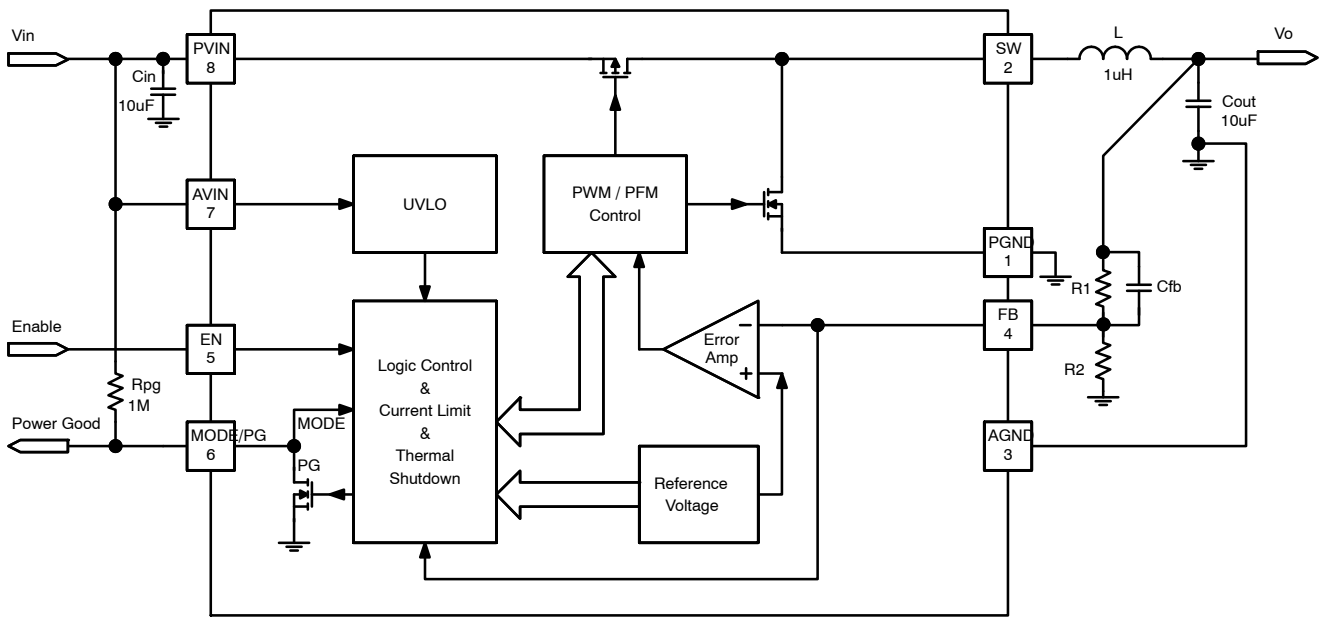 Vin
PVIN
8
Cin
10uF
SW
2
L
1uH
Vo
Cout
10uF
AVIN
7
UVLO
PWM / PFM
Control
PGND
1
R1
Cfb
Enable
EN
5
FB
4
Error
Amp
−
+
R2
Rpg
1M
Logic Control
&
Current Limit
&
Thermal
Shutdown
Power Good
MODE/PG
6
MODE
PG
AGND
3
Reference
Voltage